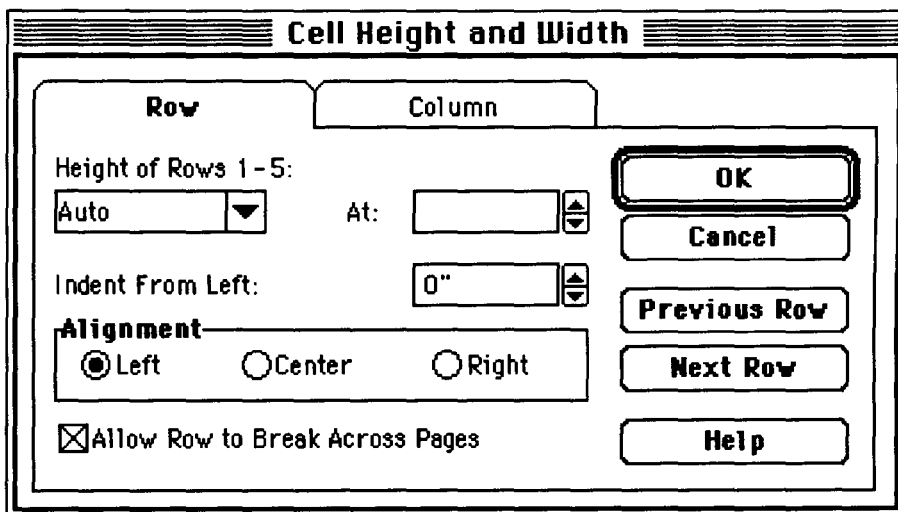 Cell Height and Width
Row
Column
Height of Rows 1-5:
Auto
At:
Indent From Left:
0"
Alignment
Left
Center
Right
Allow Row to Break Across Pages
OK
Cancel
Previous Row
Next Row
Help